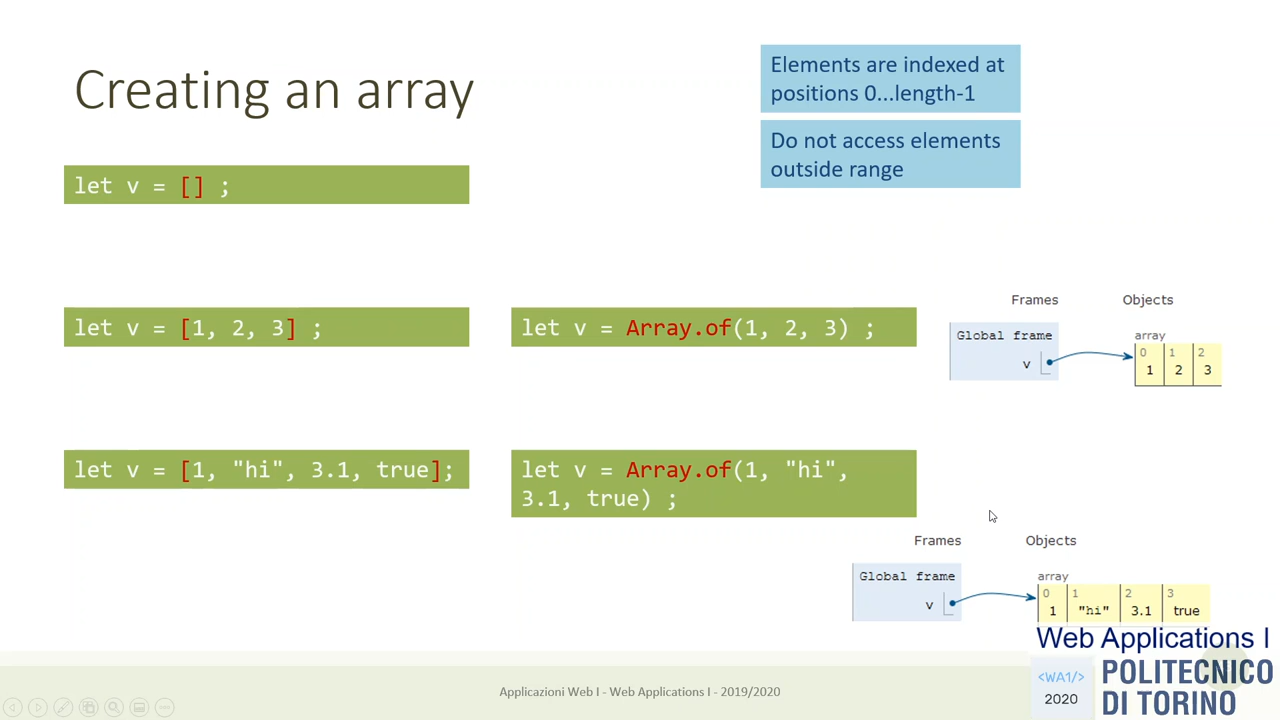 Creating an array
Elements are indexed at
positions 0...length-1
Do not access elements
outside range
let v = [] ;
let v = [1, 2, 3] ;
let v = Array.of(1, 2, 3) ;
Frames Objects
Global frame
v
array
0 1 2
1 2 3
let v = [1, "hi", 3.1, true];
let v = Array.of(1, "hi",
3.1, true) ;
Frames Objects
Global frame
v
array
0 1 2 3
1 "hi" 3.1 true
Web Applications I
Applicazioni Web I - Web Applications I - 2019/2020
<WA1/>
2020
POLITECNICO
DI TORINO